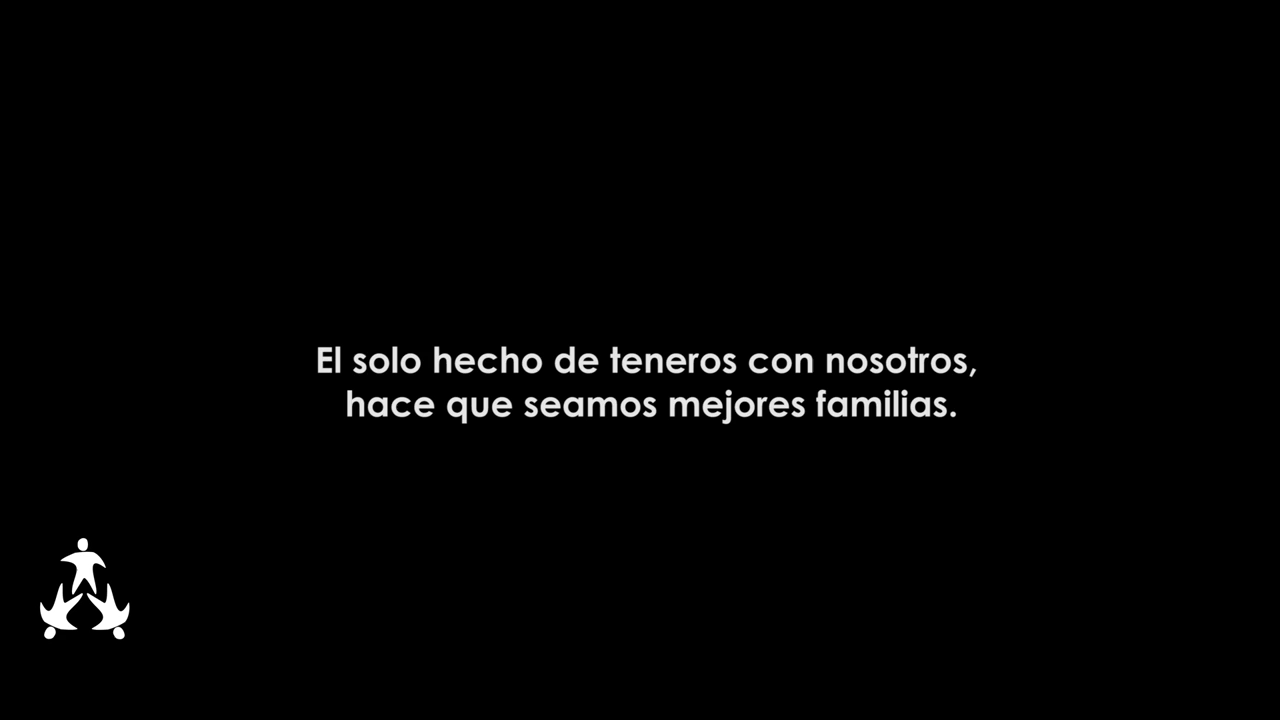 El solo hecho de teneros con nosotros,
hace que seamos mejores familias.